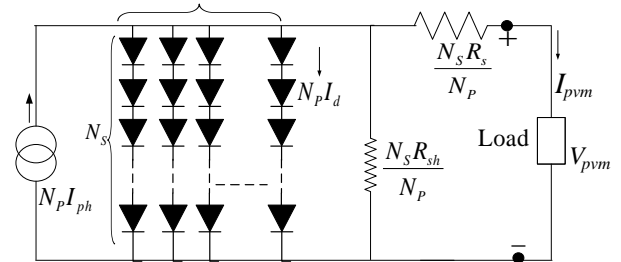 N_S R_s
N_P
+
I_pvm
N_P I_d
N_S
Load
V_pvm
N_S R_sh
N_P
N_P I_ph
−